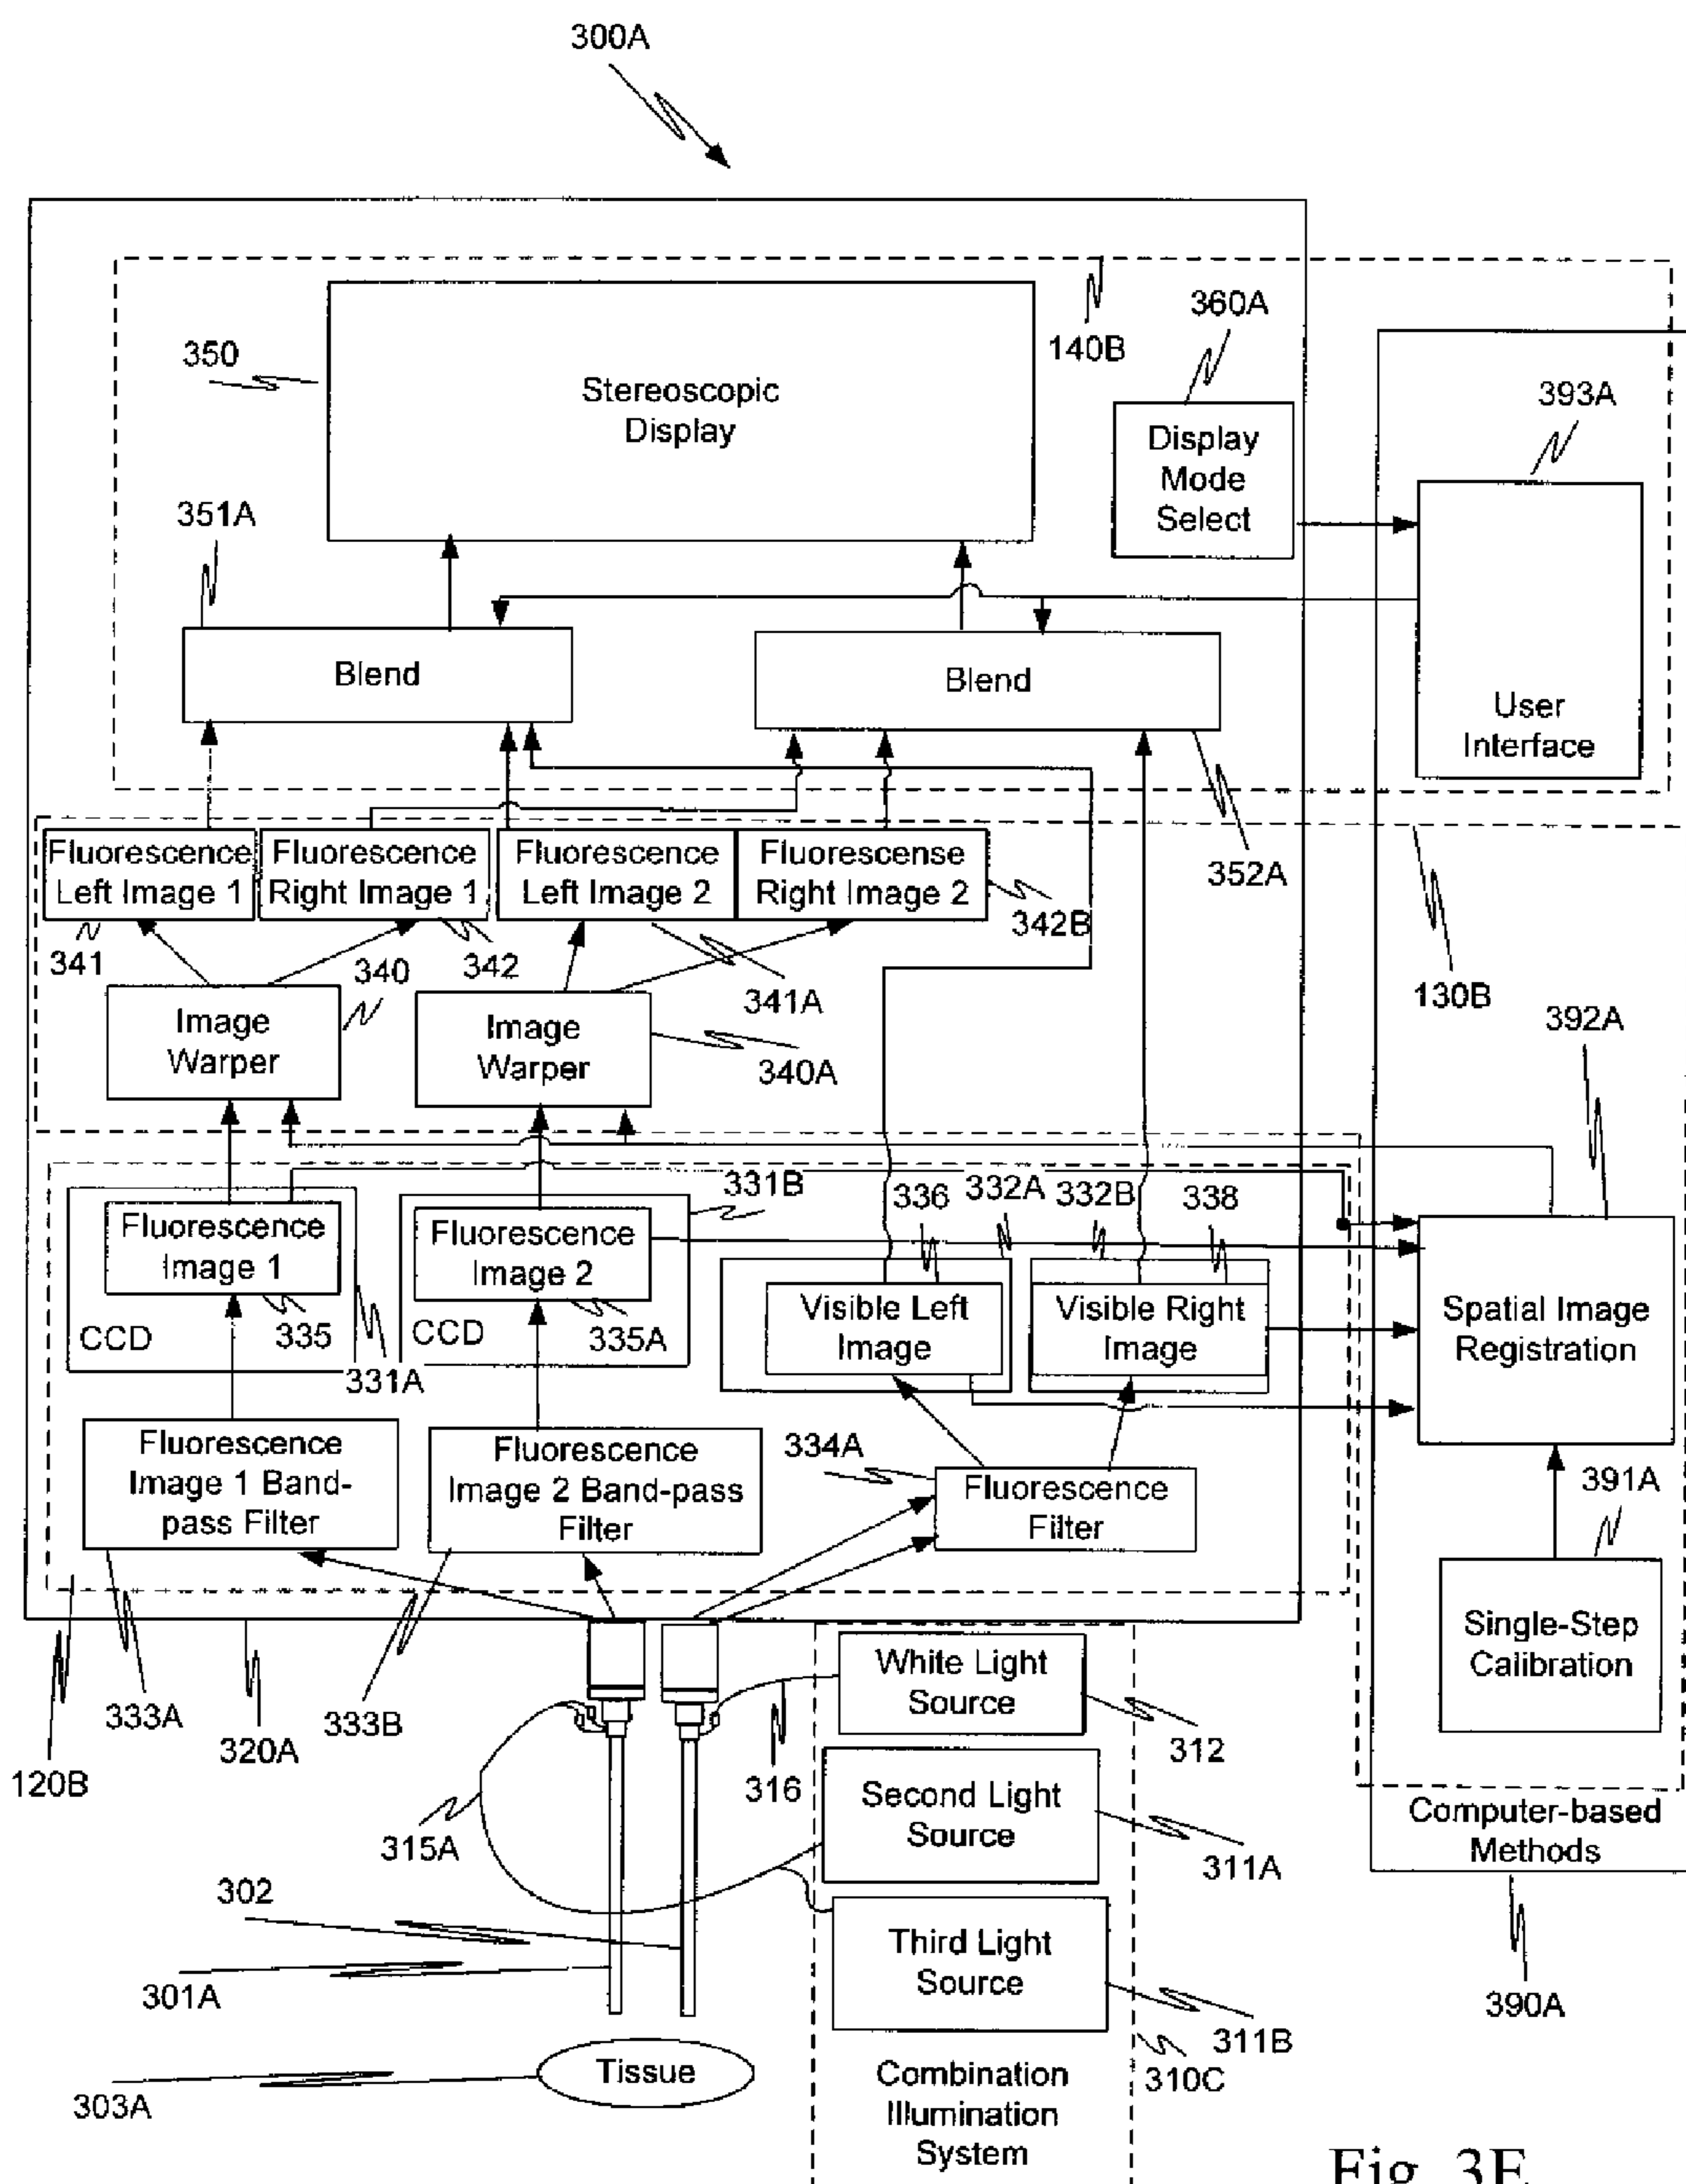 300A
140B
360A
350
Stereoscopic
Display
Display
Mode
Select
393A
351A
Blend
Blend
User
Interface
352A
Fluorescence
Left Image 1
Fluorescence
Right Image 1
Fluorescence
Left Image 2
Fluorescense
Right Image 2
342B
341
342
340
341A
130B
Image
Warper
Image
Warper
340A
392A
331B
336
332A
332B
338
Fluorescence
Image 1
Fluorescence
Image 2
CCD
335
CCD
335A
331A
Visible Left
Image
Visible Right
Image
Spatial Image
Registration
Fluorescence
Image 1 Band-
pass Filter
Fluorescence
Image 2 Band-pass
Filter
334A
Fluorescence
Filter
391A
Single-Step
Calibration
120B
333A
320A
333B
White Light
Source
316
312
Second Light
Source
315A
311A
Computer-based
Methods
302
Third Light
Source
301A
311B
390A
Tissue
303A
310C
Combination
Illumination
System
Fig. 3E